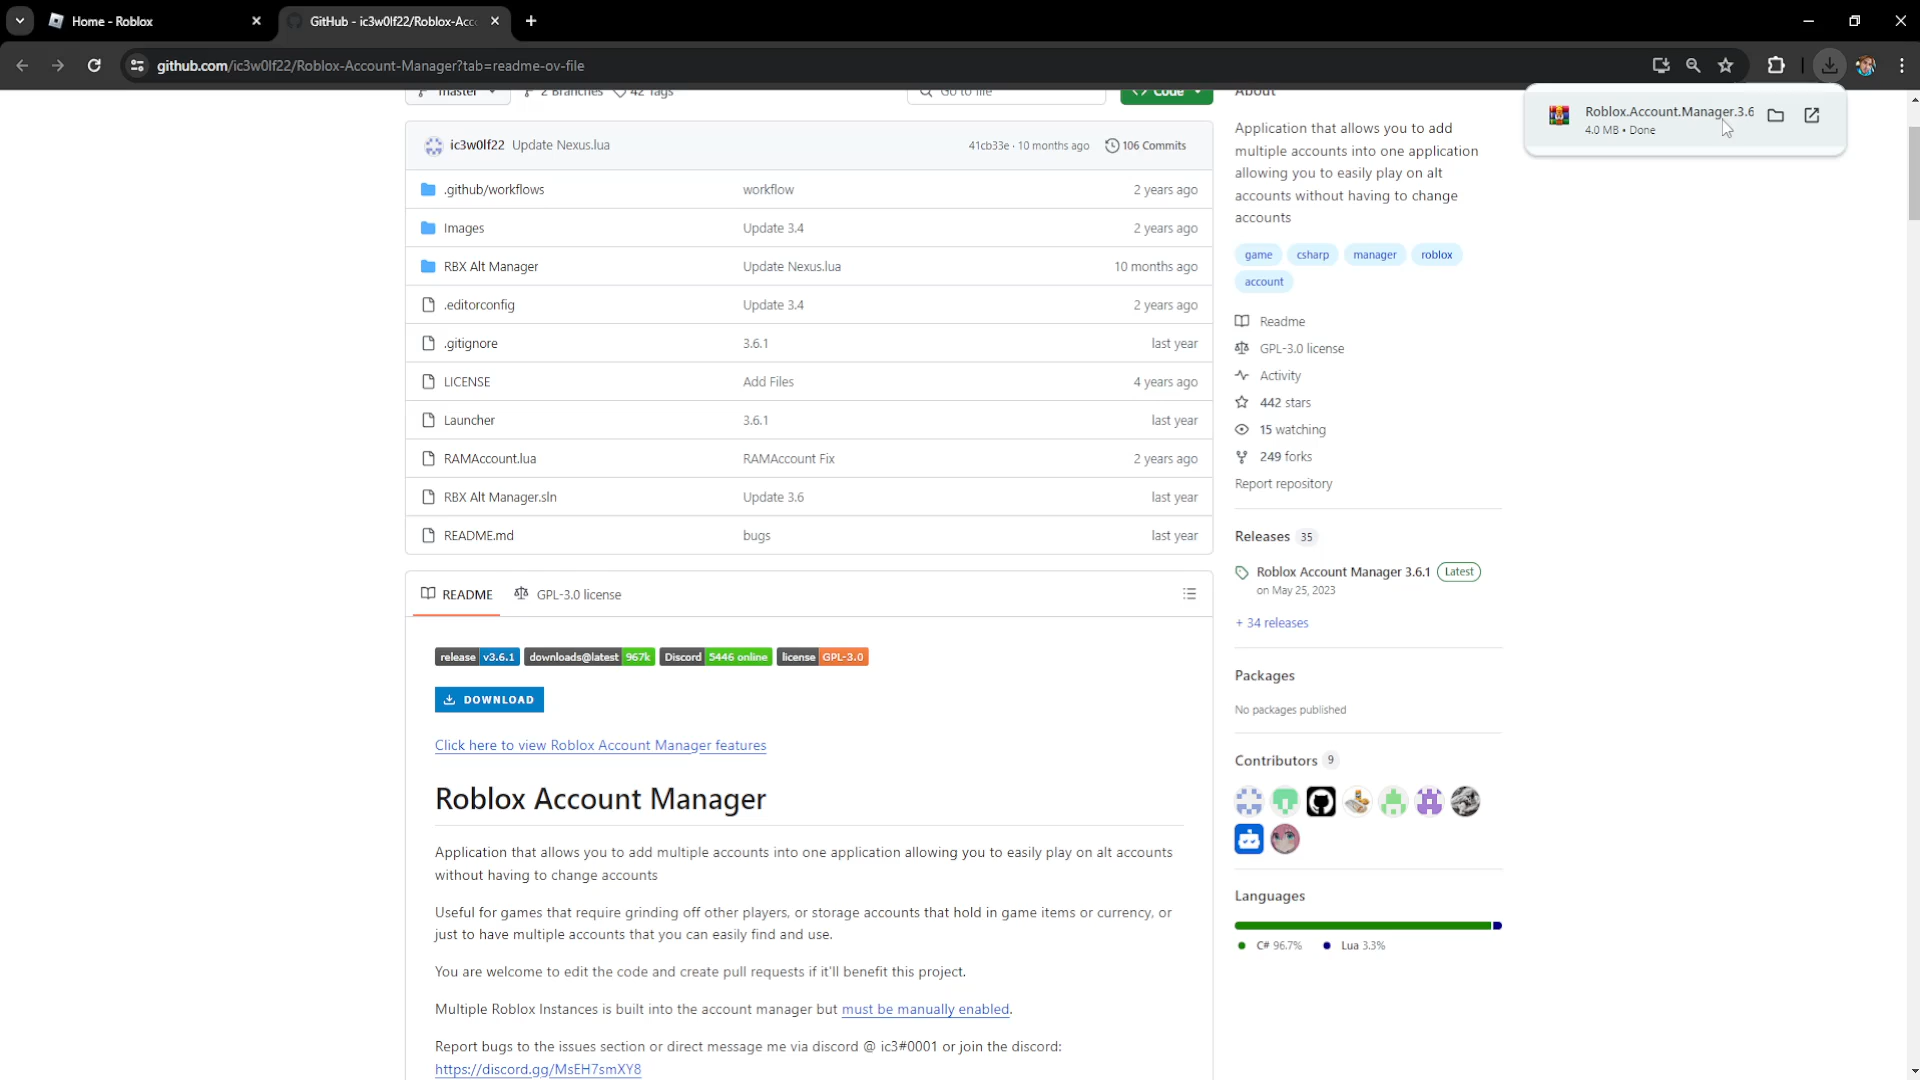 Home - Roblox
GitHub - ic3w0lf22/Roblox-Acc
github.com/ic3w0lf22/Roblox-Account-Manager?tab=readme-ov-file
Roblox.Account.Manager.3.6
4.0 MB • Done
master
2 Branches
42 Tags
Go to file
Code
About
ic3w0lf22 Update Nexus.lua
41cb33e · 10 months ago
106 Commits
.github/workflows workflow 2 years ago
Images Update 3.4 2 years ago
RBX Alt Manager Update Nexus.lua 10 months ago
.editorconfig Update 3.4 2 years ago
.gitignore 3.6.1 last year
LICENSE Add Files 4 years ago
Launcher 3.6.1 last year
RAMAccount.lua RAMAccount Fix 2 years ago
RBX Alt Manager.sln Update 3.6 last year
README.md bugs last year
README
GPL-3.0 license
release v3.6.1 downloads@latest 967k Discord 5446 online license GPL-3.0
DOWNLOAD
Click here to view Roblox Account Manager features
Roblox Account Manager
Application that allows you to add multiple accounts into one application allowing you to easily play on alt accounts
without having to change accounts
Useful for games that require grinding off other players, or storage accounts that hold in game items or currency, or
just to have multiple accounts that you can easily find and use.
You are welcome to edit the code and create pull requests if it'll benefit this project.
Multiple Roblox Instances is built into the account manager but must be manually enabled.
Report bugs to the issues section or direct message me via discord @ ic3#0001 or join the discord:
https://discord.gg/MsEH7smXY8
Application that allows you to add
multiple accounts into one application
allowing you to easily play on alt
accounts without having to change
accounts
game csharp manager roblox
account
Readme
GPL-3.0 license
Activity
442 stars
15 watching
249 forks
Report repository
Releases 35
Roblox Account Manager 3.6.1 Latest
on May 25, 2023
+ 34 releases
Packages
No packages published
Contributors 9
Languages
C# 96.7% Lua 3.3%